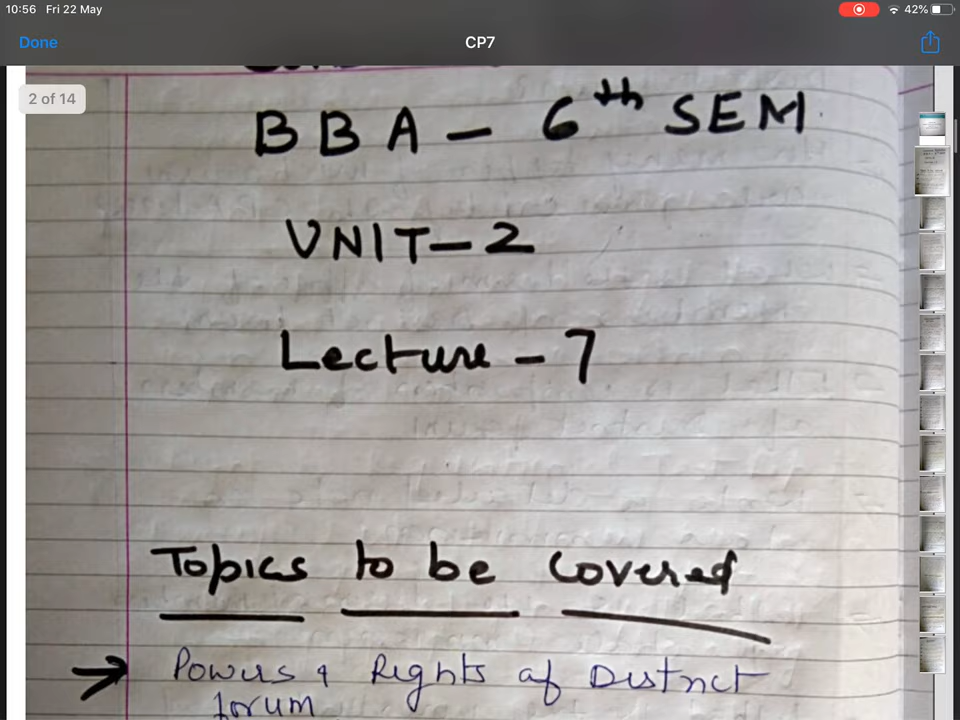 10:56 Fri 22 May
42%
Done
CP7
2 of 14
BBA - 6th SEM
UNIT-2
Lecture - 7
Topics to be Covered
→ Powers & Rights of District
forum